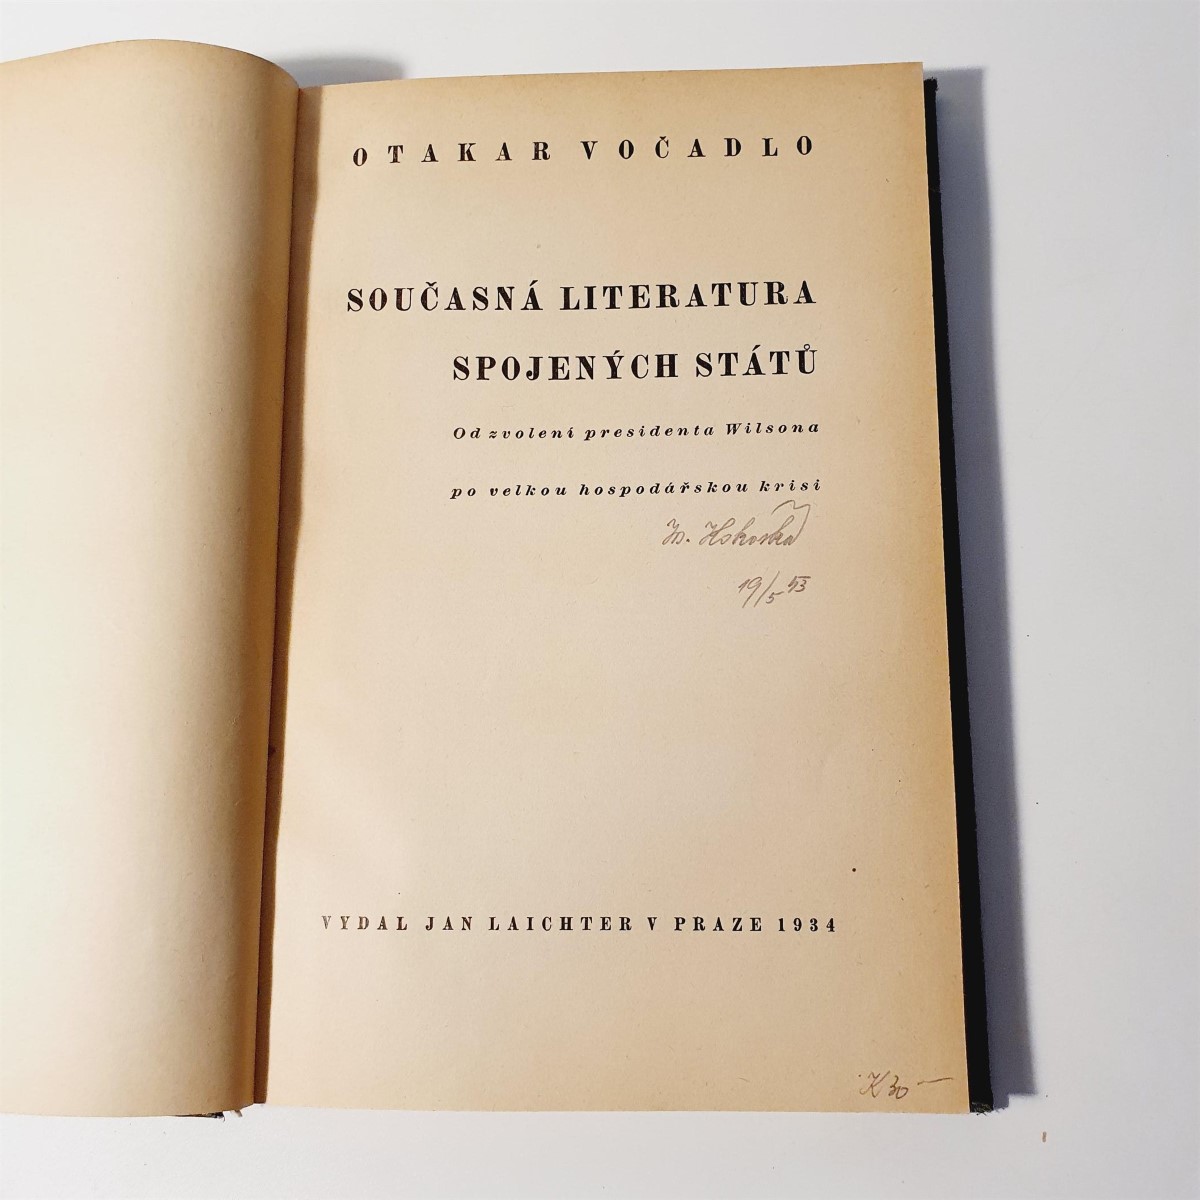 OTAKAR VOČADLO
SOUČASNÁ LITERATURA
SPOJENÝCH STÁTŮ
Od zvolení presidenta Wilsona
po velkou hospodářskou krisi
19/5 53
VYDAL JAN LAICHTER V PRAZE 1934
K 30 —